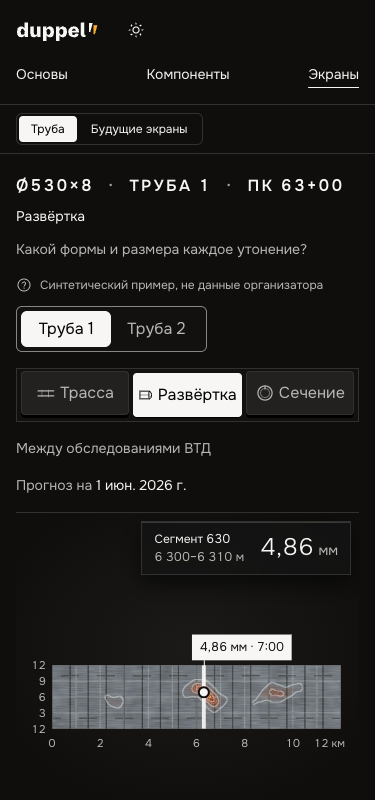 duppel
Основы Компоненты Экраны
Труба Будущие экраны
Ø530×8 · ТРУБА 1 · ПК 63+00
Развёртка
Какой формы и размера каждое утонение?
? Синтетический пример, не данные организатора
Труба 1 Труба 2
Трасса Развёртка Сечение
Между обследованиями ВТД
Прогноз на 1 июн. 2026 г.
Сегмент 630
6 300–6 310 м
4,86 мм
4,86 мм · 7:00
12
9
6
3
12
0 2 4 6 8 10 12 км